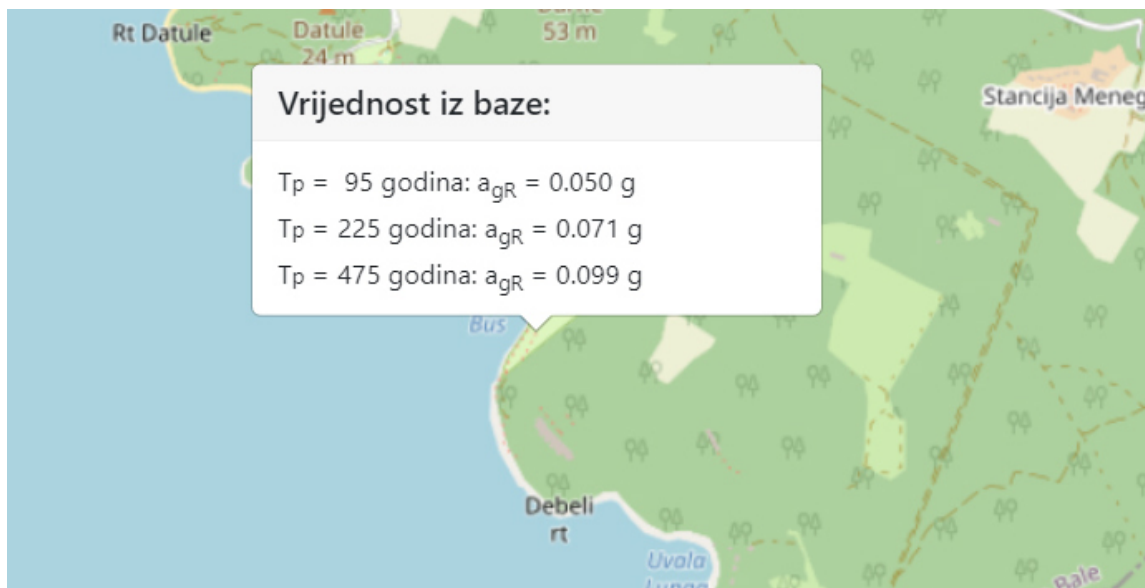 Rt Datule
Datule
24 m
53 m
Vrijednost iz baze:
Tp = 95 godina: agR = 0.050 g
Tp = 225 godina: agR = 0.071 g
Tp = 475 godina: agR = 0.099 g
Stancija Meneg
Bus
Debeli
rt
Uvala
Lunga
Bale